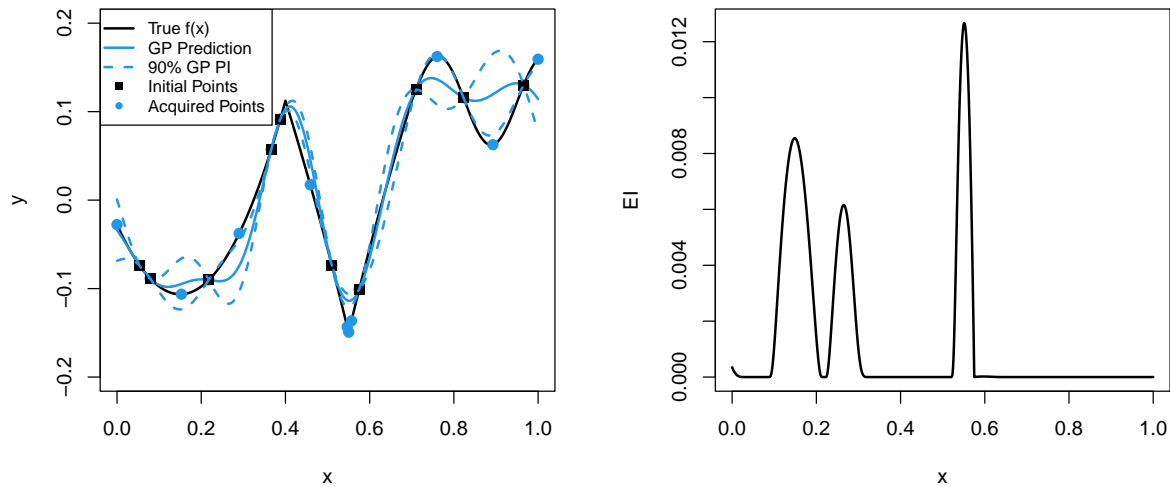 True f(x)
GP Prediction
90% GP PI
Initial Points
Acquired Points
0.2
0.1
0.0
−0.1
−0.2
y
0.0 0.2 0.4 0.6 0.8 1.0
x
0.012
0.008
0.004
0.000
EI
0.0 0.2 0.4 0.6 0.8 1.0
x